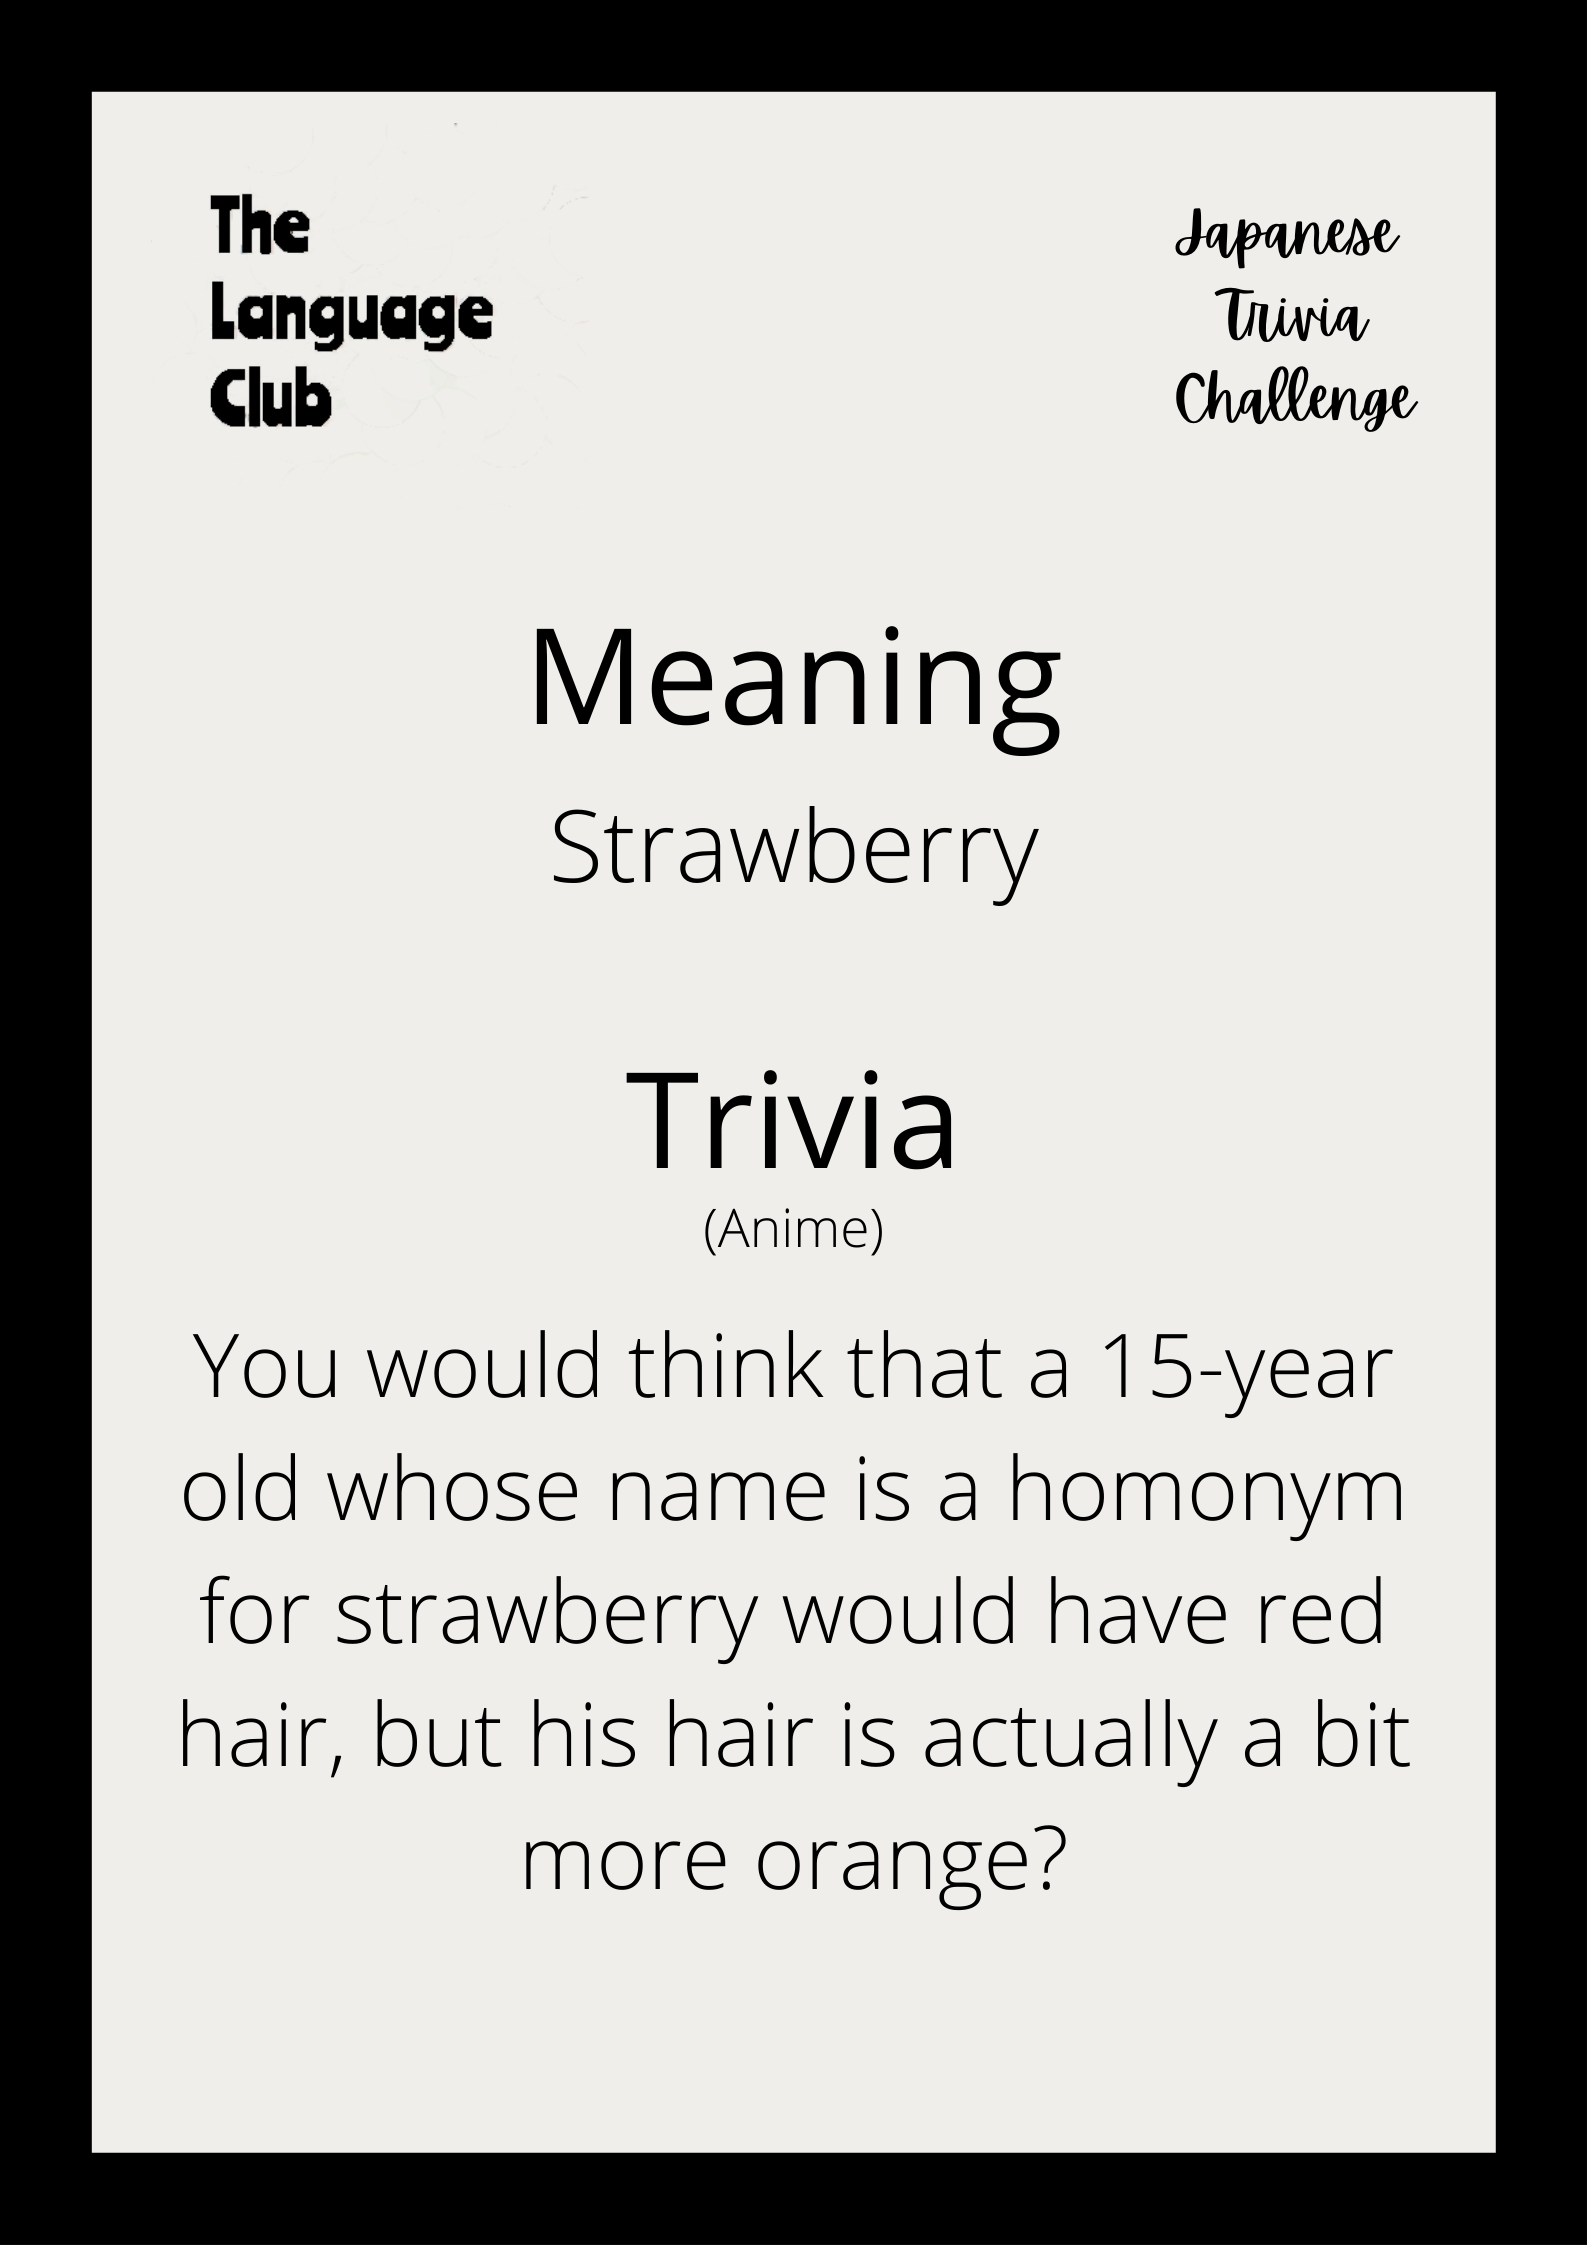 The
Language
Club
Japanese
Trivia
Challenge
Meaning
Strawberry
Trivia
(Anime)
You would think that a 15-year
old whose name is a homonym
for strawberry would have red
hair, but his hair is actually a bit
more orange?